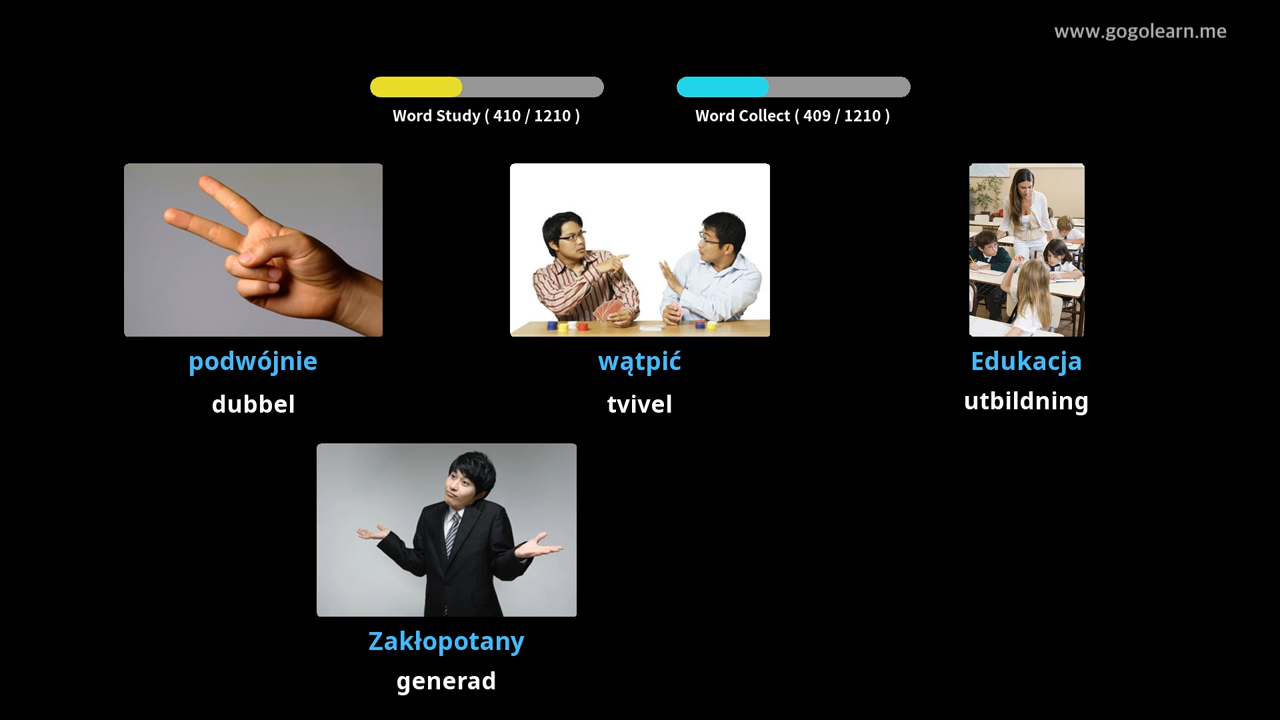 www.gogolearn.me
Word Study ( 410 / 1210 )
Word Collect ( 409 / 1210 )
podwójnie
dubbel
wątpić
tvivel
Edukacja
utbildning
Zakłopotany
generad